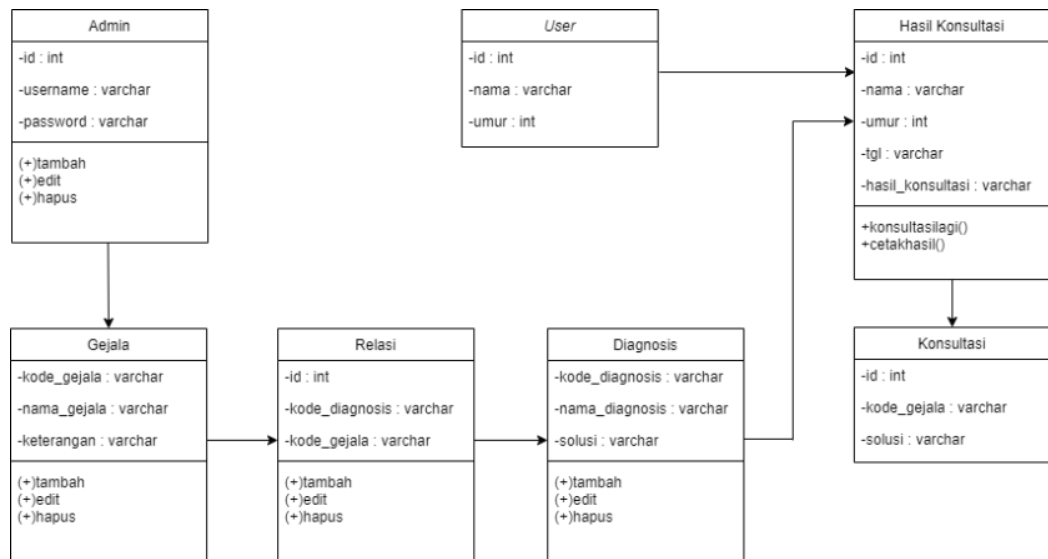 Admin
-id : int
-username : varchar
-password : varchar
(+)tambah
(+)edit
(+)hapus
User
-id : int
-nama : varchar
-umur : int
Hasil Konsultasi
-id : int
-nama : varchar
-umur : int
-tgl : varchar
-hasil_konsultasi : varchar
+konsultasilagi()
+cetakhasil()
Gejala
-kode_gejala : varchar
-nama_gejala : varchar
-keterangan : varchar
(+)tambah
(+)edit
(+)hapus
Relasi
-id : int
-kode_diagnosis : varchar
-kode_gejala : varchar
(+)tambah
(+)edit
(+)hapus
Diagnosis
-kode_diagnosis : varchar
-nama_diagnosis : varchar
-solusi : varchar
(+)tambah
(+)edit
(+)hapus
Konsultasi
-id : int
-kode_gejala : varchar
-solusi : varchar